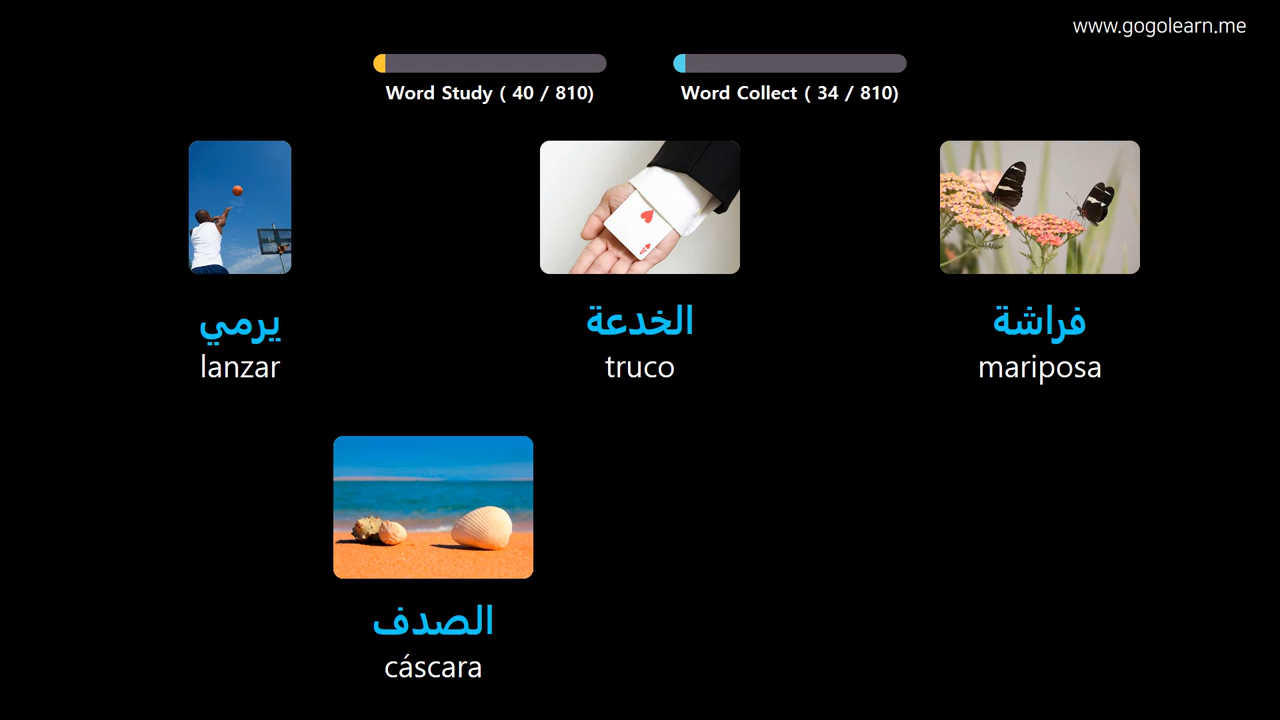 www.gogolearn.me
Word Study ( 40 / 810)
Word Collect ( 34 / 810)
يرمي
lanzar
الخدعة
truco
فراشة
mariposa
الصدف
cáscara